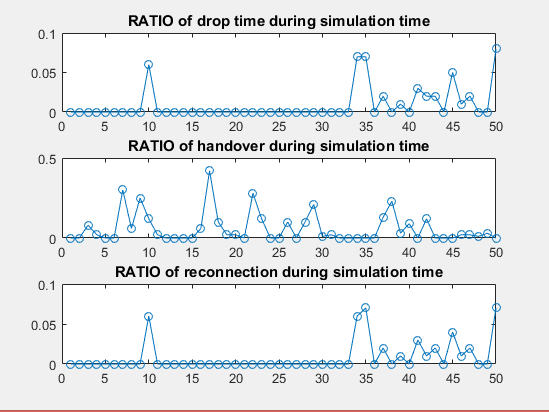 RATIO of drop time during simulation time
0.1
0.05
0
0 5 10 15 20 25 30 35 40 45 50
RATIO of handover during simulation time
0.5
0
0 5 10 15 20 25 30 35 40 45 50
RATIO of reconnection during simulation time
0.1
0.05
0
0 5 10 15 20 25 30 35 40 45 50